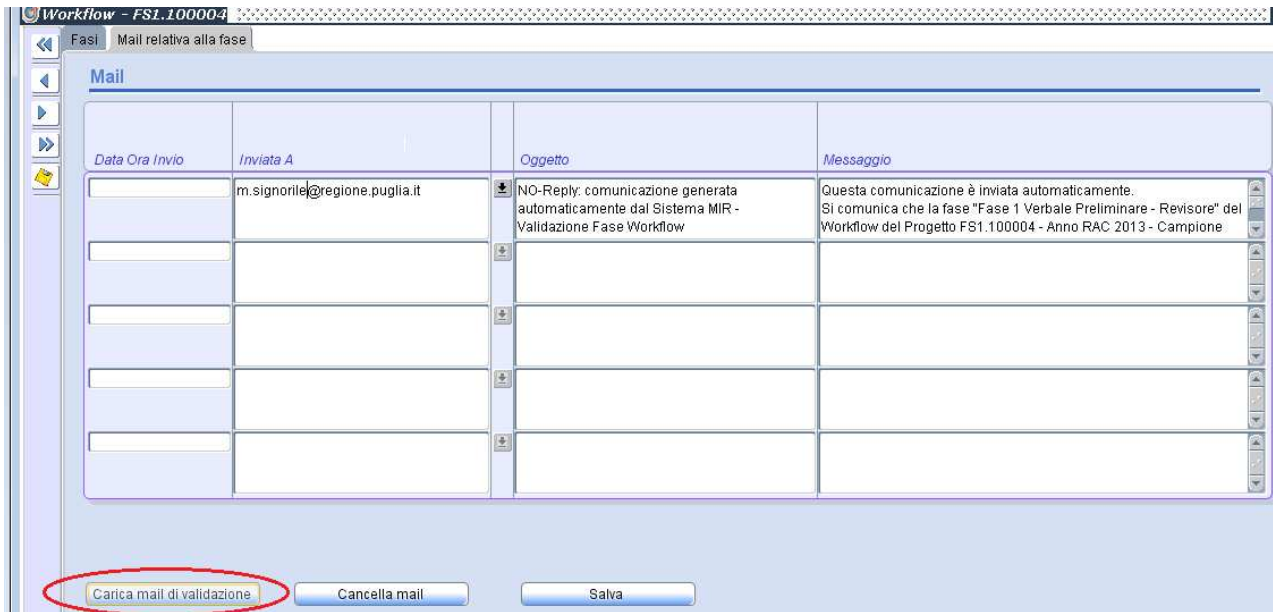 Workflow - FS1.100004
Fasi Mail relativa alla fase
Mail
Data Ora Invio Inviata A Oggetto Messaggio
m.signorile@regione.puglia.it
NO-Reply: comunicazione generata
automaticamente dal Sistema MIR -
Validazione Fase Workflow
Questa comunicazione è inviata automaticamente.
Si comunica che la fase "Fase 1 Verbale Preliminare - Revisore" del
Workflow del Progetto FS1.100004 - Anno RAC 2013 - Campione
Carica mail di validazione Cancella mail Salva